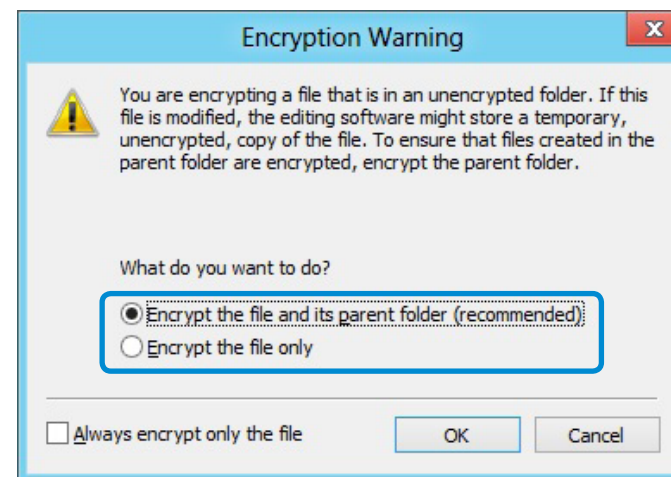 Encryption Warning
You are encrypting a file that is in an unencrypted folder. If this
file is modified, the editing software might store a temporary,
unencrypted, copy of the file. To ensure that files created in the
parent folder are encrypted, encrypt the parent folder.
What do you want to do?
Encrypt the file and its parent folder (recommended)
Encrypt the file only
Always encrypt only the file
OK
Cancel